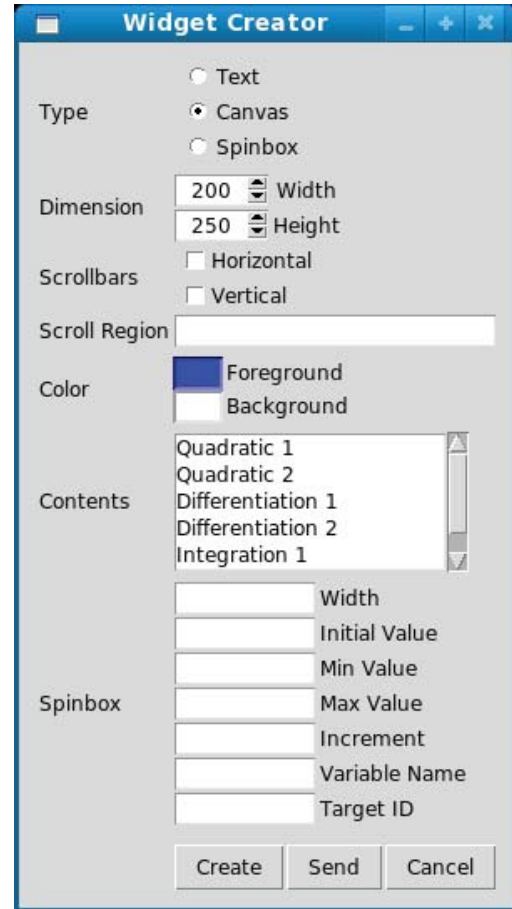 Widget Creator
Type
Text
Canvas
Spinbox
Dimension
200 Width
250 Height
Scrollbars
Horizontal
Vertical
Scroll Region
Color
Foreground
Background
Contents
Quadratic 1
Quadratic 2
Differentiation 1
Differentiation 2
Integration 1
Spinbox
Width
Initial Value
Min Value
Max Value
Increment
Variable Name
Target ID
Create Send Cancel